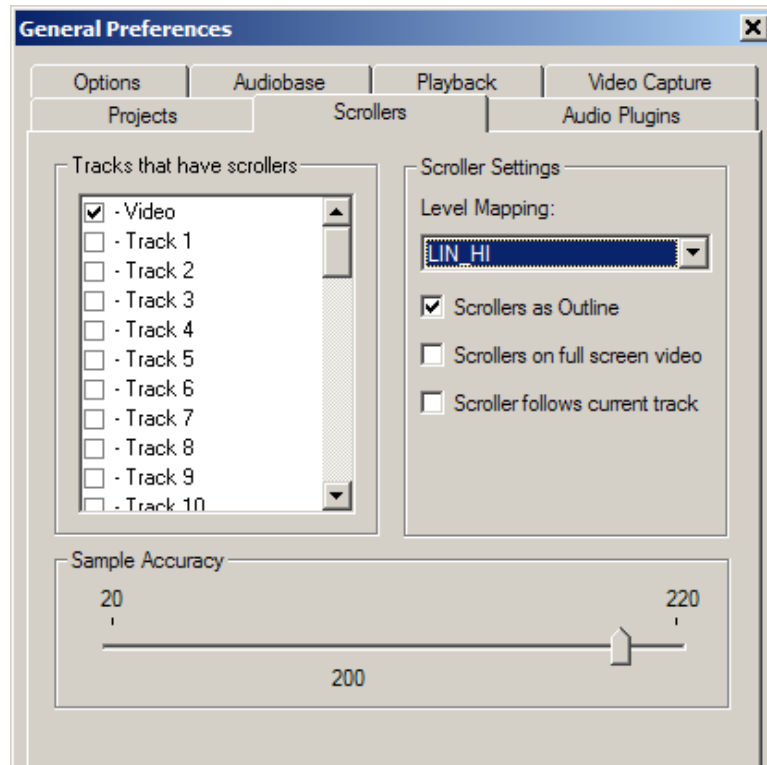 General Preferences
Options Audiobase Playback Video Capture
Projects Scrollers Audio Plugins
Tracks that have scrollers
- Video
- Track 1
- Track 2
- Track 3
- Track 4
- Track 5
- Track 6
- Track 7
- Track 8
- Track 9
- Track 10
Scroller Settings
Level Mapping:
LIN_HI
Scrollers as Outline
Scrollers on full screen video
Scroller follows current track
Sample Accuracy
20 220
200